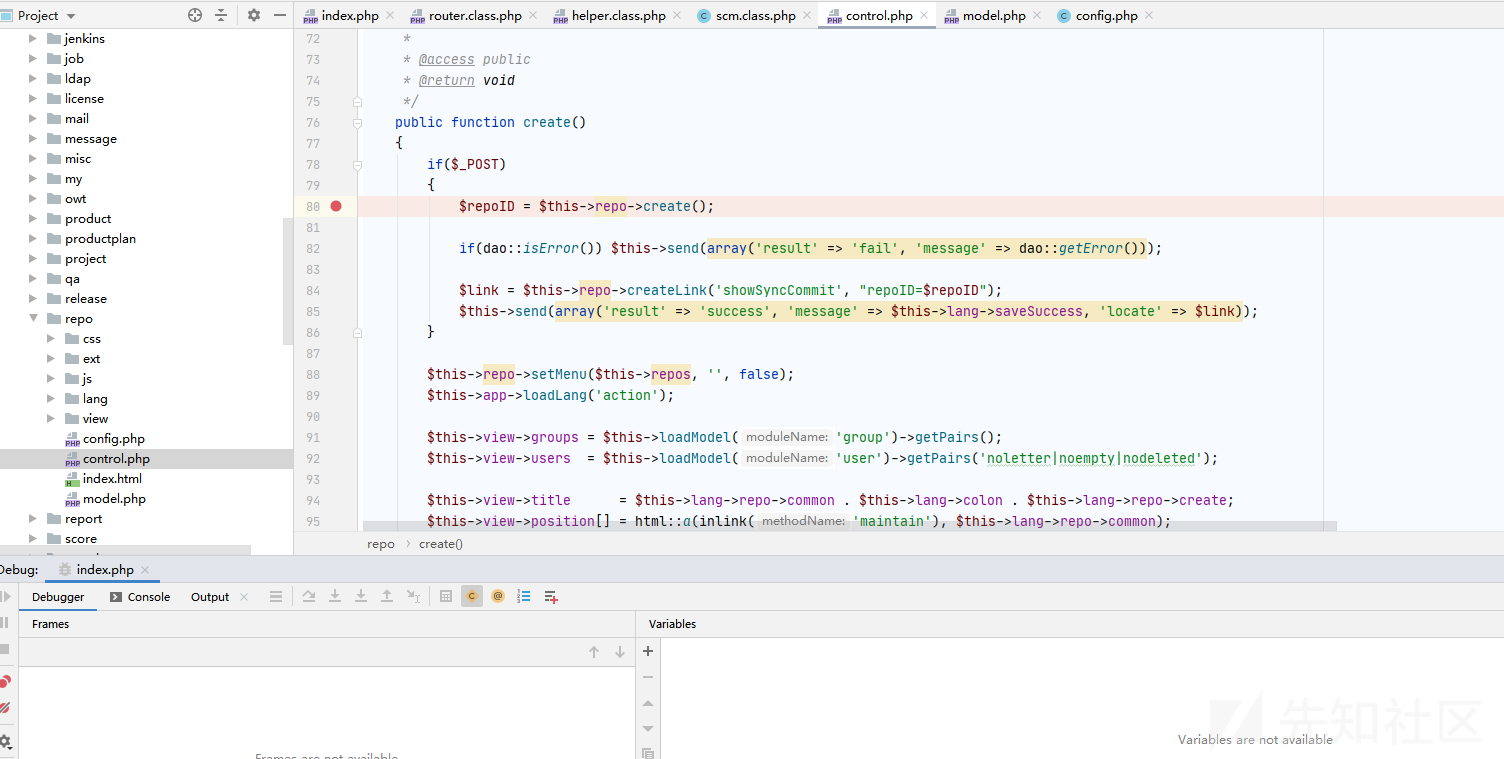 Project
index.php
router.class.php
helper.class.php
scm.class.php
control.php
model.php
config.php
jenkins
job
ldap
license
mail
message
misc
my
owt
product
productplan
project
qa
release
repo
css
ext
js
lang
view
config.php
control.php
index.html
model.php
report
score
72 *
73 * @access public
74 * @return void
75 */
76 public function create()
77 {
78 if($_POST)
79 {
80 $repoID = $this->repo->create();
81
82 if(dao::isError()) $this->send(array('result' => 'fail', 'message' => dao::getError()));
83
84 $link = $this->repo->createLink('showSyncCommit', "repoID=$repoID");
85 $this->send(array('result' => 'success', 'message' => $this->lang->saveSuccess, 'locate' => $link));
86 }
87
88 $this->repo->setMenu($this->repos, '', false);
89 $this->app->loadLang('action');
90
91 $this->view->groups = $this->loadModel( moduleName: 'group')->getPairs();
92 $this->view->users = $this->loadModel( moduleName: 'user')->getPairs('noletter|noempty|nodeleted');
93
94 $this->view->title = $this->lang->repo->common . $this->lang->colon . $this->lang->repo->create;
95 $this->view->position[] = html::a(inlink( methodName: 'maintain'), $this->lang->repo->common);
repo › create()
Debug: index.php
Debugger Console Output
Frames
Variables
Frames are not available
Variables are not available
先知社区